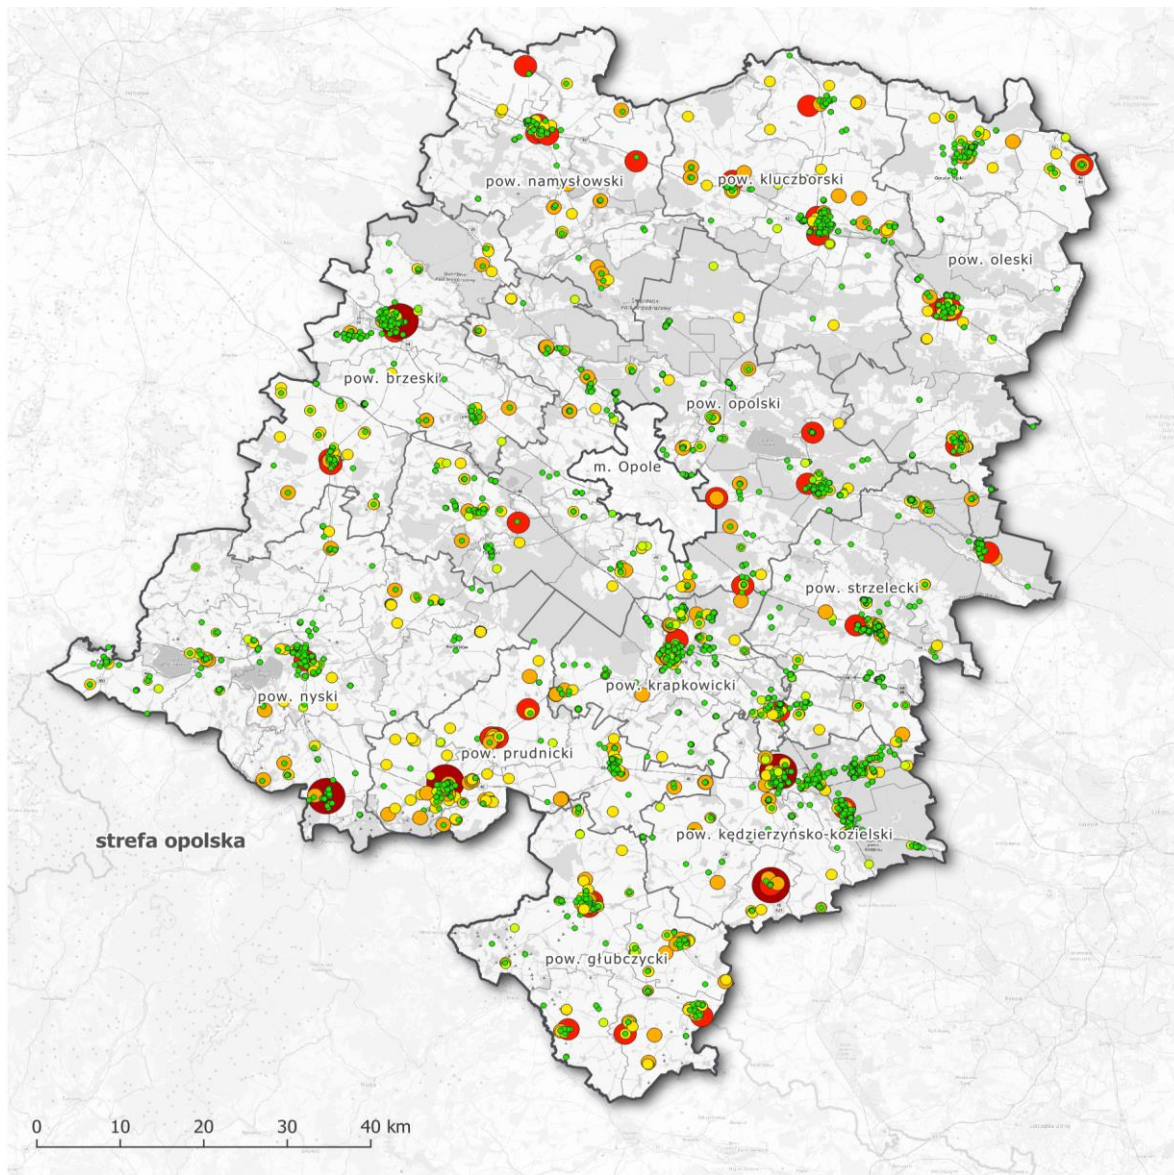 pow. namysłowski
pow. kluczborski
pow. oleski
pow. brzeski
pow. opolski
m. Opole
pow. strzelecki
pow. nyski
pow. krapkowicki
pow. prudnicki
strefa opolska
pow. kędzierzyńsko-kozielski
pow. głubczycki
0 10 20 30 40 km